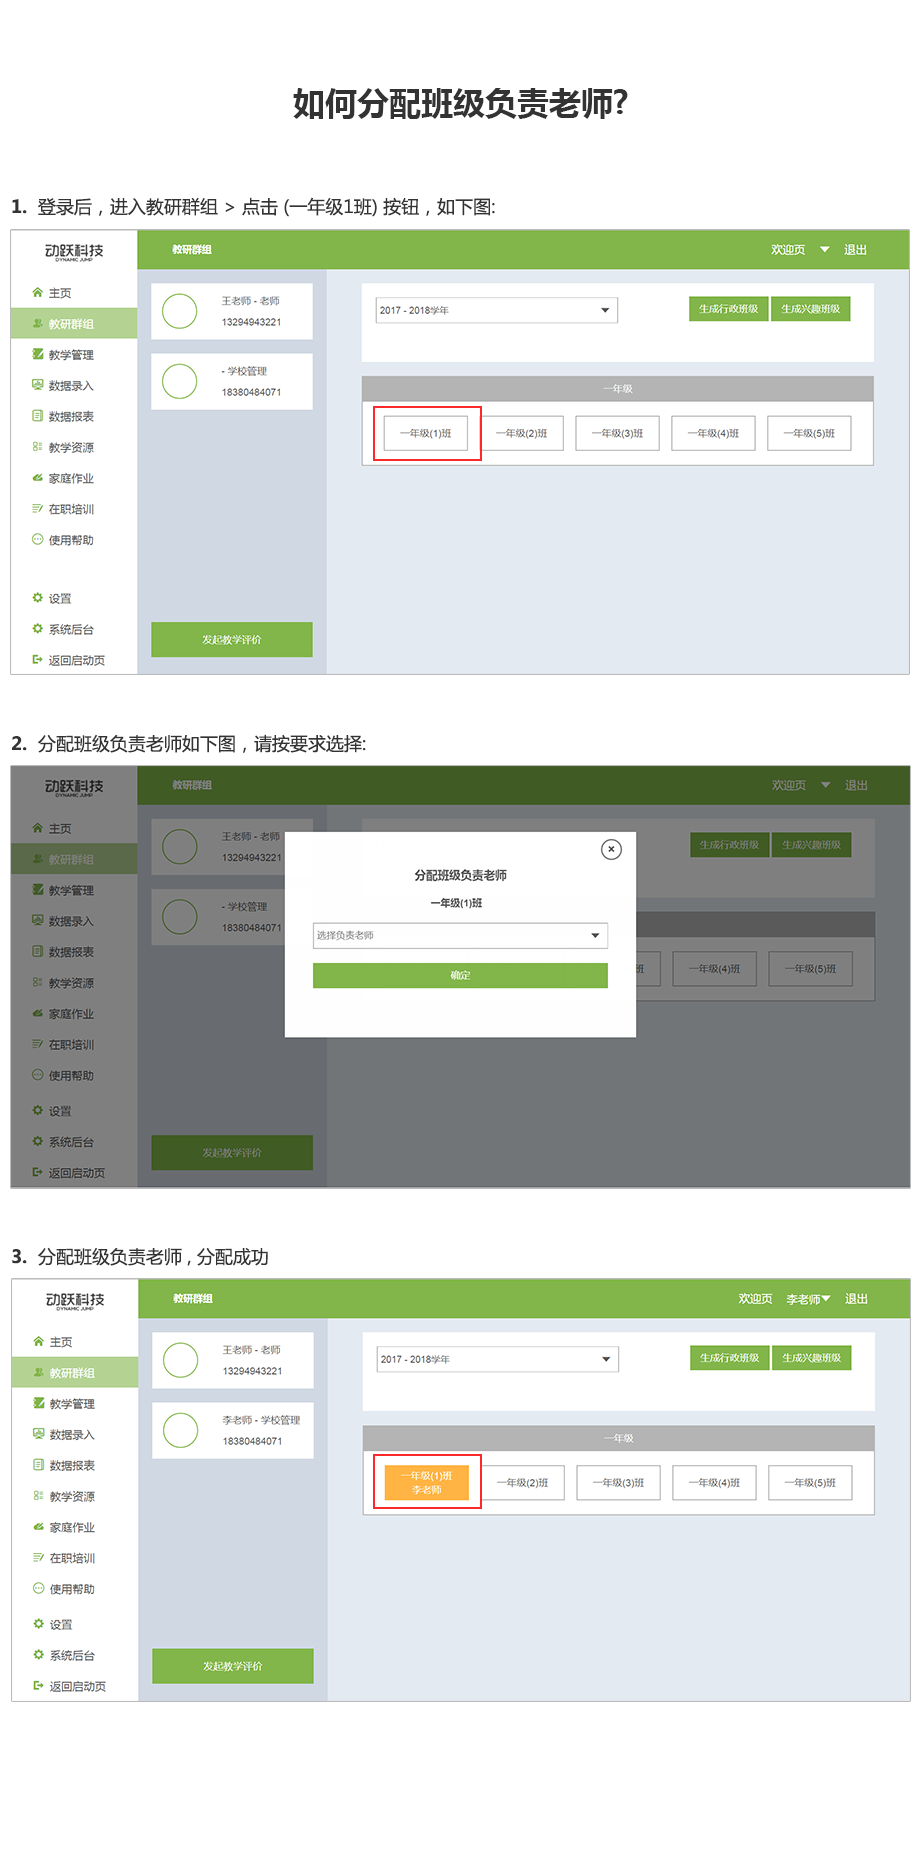 如何分配班级负责老师?
1. 登录后，进入教研群组 > 点击 (一年级1班) 按钮，如下图:
动跃科技
DYNAMIC JUMP
教研群组
欢迎页
退出
主页
教研群组
教学管理
数据录入
数据报表
教学资源
家庭作业
在职培训
使用帮助
设置
系统后台
返回启动页
王老师 - 老师
13294943221
- 学校管理
18380484071
发起教学评价
2017 - 2018学年
生成行政班级
生成兴趣班级
一年级
一年级(1)班
一年级(2)班
一年级(3)班
一年级(4)班
一年级(5)班
2. 分配班级负责老师如下图，请按要求选择:
动跃科技
DYNAMIC JUMP
教研群组
欢迎页
退出
主页
教研群组
教学管理
数据录入
数据报表
教学资源
家庭作业
在职培训
使用帮助
设置
系统后台
返回启动页
王老师 - 老师
13294943221
- 学校管理
18380484071
发起教学评价
生成行政班级
生成兴趣班级
分配班级负责老师
一年级(1)班
选择负责老师
确定
班
一年级(4)班
一年级(5)班
3. 分配班级负责老师 , 分配成功
动跃科技
DYNAMIC JUMP
教研群组
欢迎页
李老师
退出
主页
教研群组
教学管理
数据录入
数据报表
教学资源
家庭作业
在职培训
使用帮助
设置
系统后台
返回启动页
王老师 - 老师
13294943221
李老师 - 学校管理
18380484071
发起教学评价
2017 - 2018学年
生成行政班级
生成兴趣班级
一年级
一年级(1)班
李老师
一年级(2)班
一年级(3)班
一年级(4)班
一年级(5)班